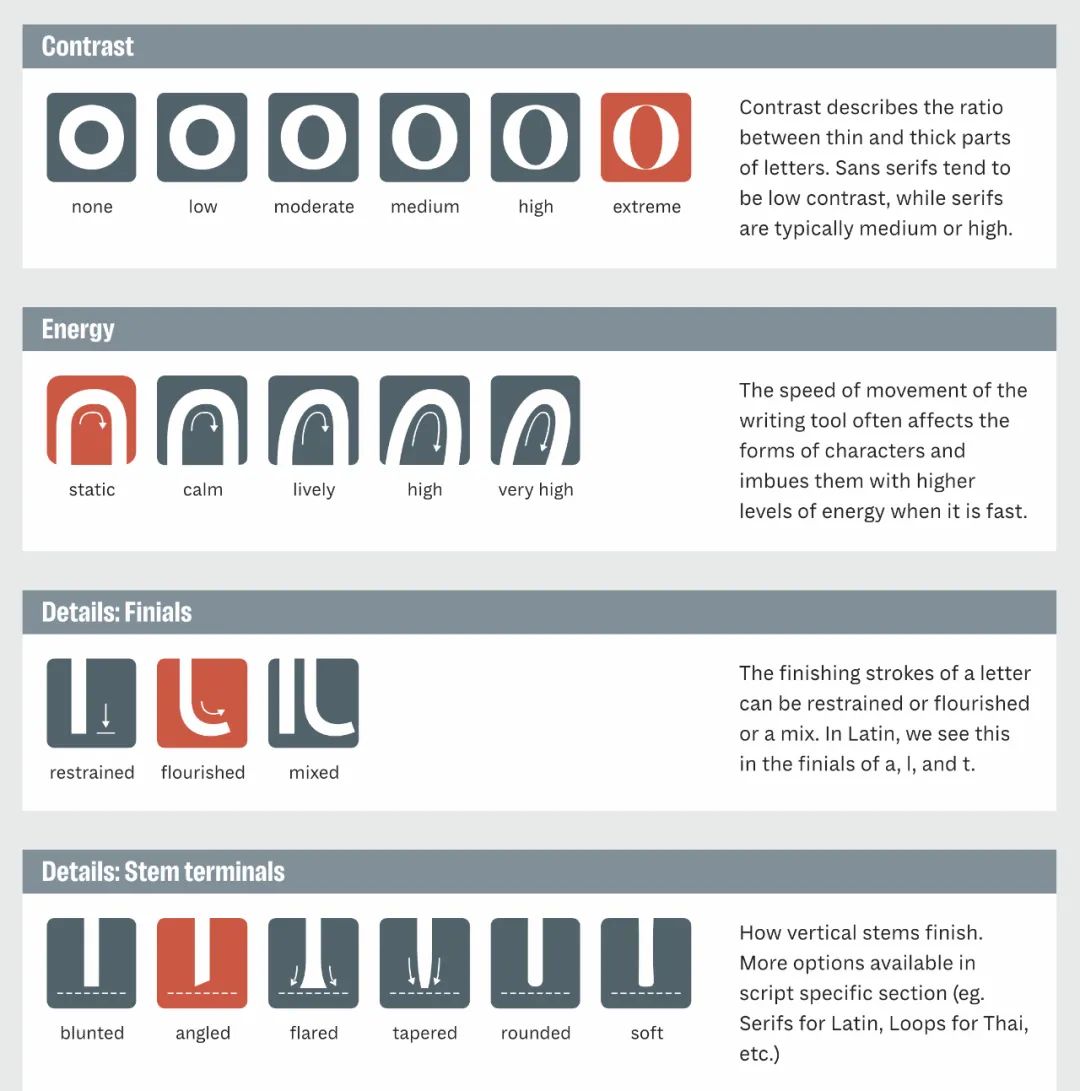 Contrast
none low moderate medium high extreme
Contrast describes the ratio
between thin and thick parts
of letters. Sans serifs tend to
be low contrast, while serifs
are typically medium or high.
Energy
static calm lively high very high
The speed of movement of the
writing tool often affects the
forms of characters and
imbues them with higher
levels of energy when it is fast.
Details: Finials
restrained flourished mixed
The finishing strokes of a letter
can be restrained or flourished
or a mix. In Latin, we see this
in the finials of a, l, and t.
Details: Stem terminals
blunted angled flared tapered rounded soft
How vertical stems finish.
More options available in
script specific section (eg.
Serifs for Latin, Loops for Thai,
etc.)